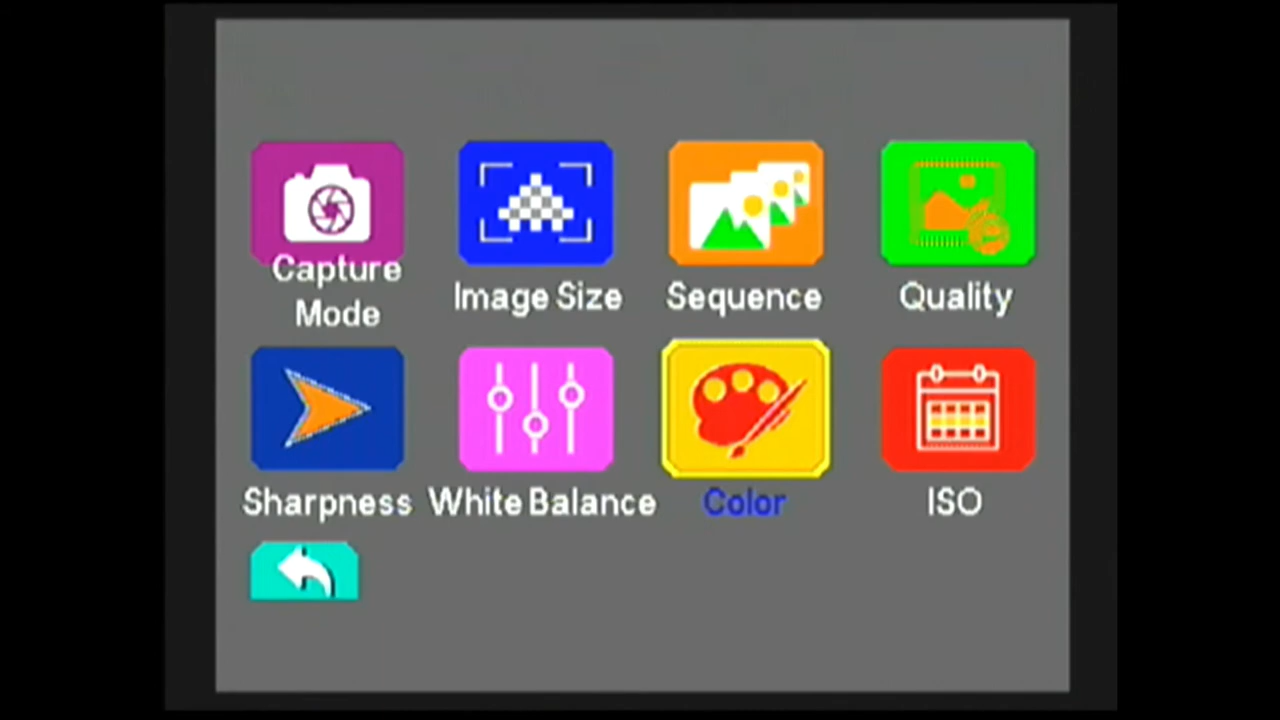 Capture
Mode
Image Size
Sequence
Quality
Sharpness
White Balance
Color
ISO